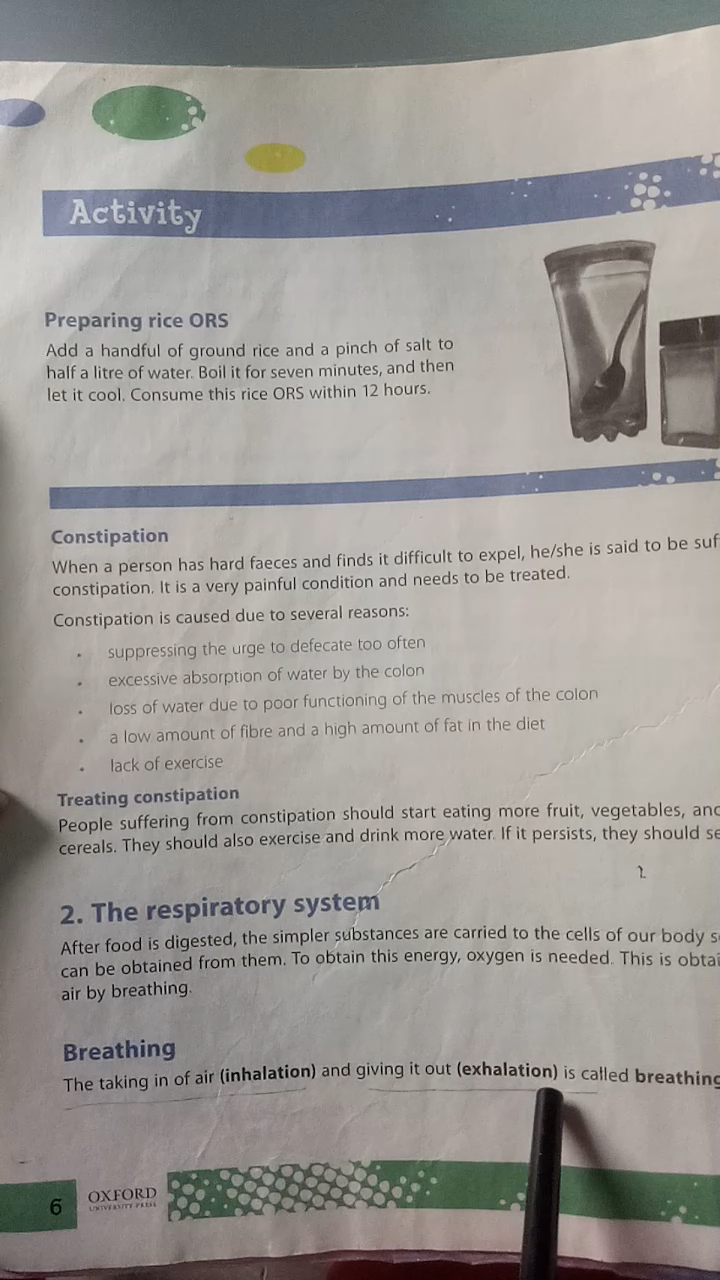 Activity
Preparing rice ORS
Add a handful of ground rice and a pinch of salt to
half a litre of water. Boil it for seven minutes, and then
let it cool. Consume this rice ORS within 12 hours.
Constipation
When a person has hard faeces and finds it difficult to expel, he/she is said to be suf
constipation. It is a very painful condition and needs to be treated.
Constipation is caused due to several reasons:
• suppressing the urge to defecate too often
• excessive absorption of water by the colon
• loss of water due to poor functioning of the muscles of the colon
• a low amount of fibre and a high amount of fat in the diet
• lack of exercise
Treating constipation
People suffering from constipation should start eating more fruit, vegetables, and
cereals. They should also exercise and drink more water. If it persists, they should se
2. The respiratory system
After food is digested, the simpler substances are carried to the cells of our body s
can be obtained from them. To obtain this energy, oxygen is needed. This is obtai
air by breathing.
Breathing
The taking in of air (inhalation) and giving it out (exhalation) is called breathing
6 OXFORD
UNIVERSITY PRESS